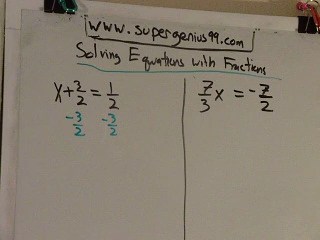 www.supergenius99.com
Solving Equations with Fractions
x + 3/2 = 1/2
-3/2 -3/2
7/3 x = -7/2